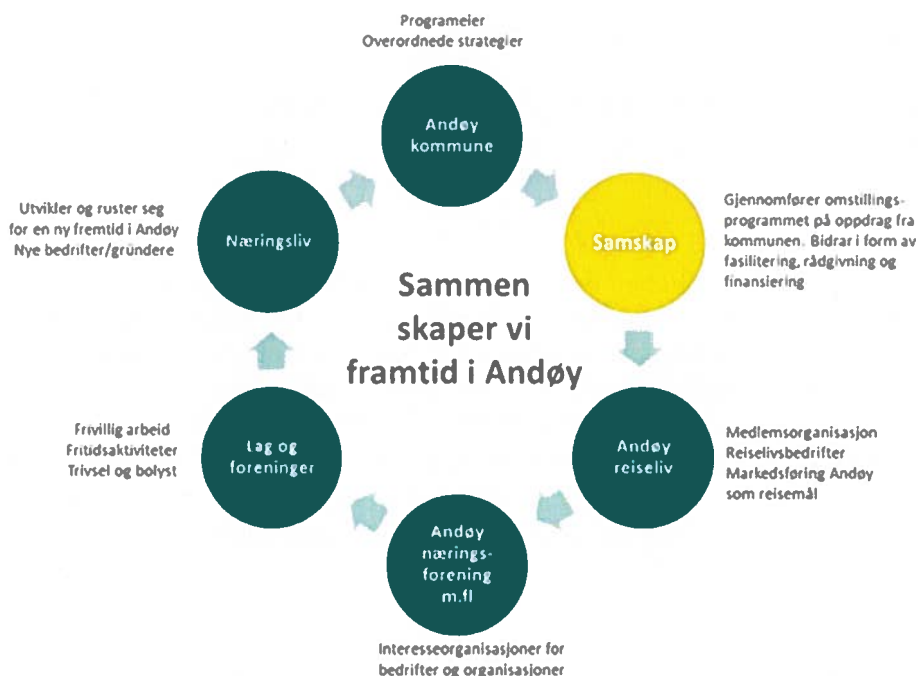 Programeier
Overordnede strategier
Andøy
kommune
Samskap
Gjennomfører omstillings-
programmet på oppdrag fra
kommunen. Bidrar i form av
fasilitering, rådgivning og
finansiering
Andøy
reiseliv
Medlemsorganisasjon
Reiselivsbedrifter
Markedsføring Andøy
som reisemål
Andøy
nærings-
forening
m.fl
Interesseorganisasjoner for
bedrifter og organisasjoner
Lag og
foreninger
Frivillig arbeid
Fritidsaktiviteter
Trivsel og bolyst
Næringsliv
Utvikler og ruster seg
for en ny fremtid i Andøy
Nye bedrifter/gründere
Sammen
skaper vi
framtid i Andøy